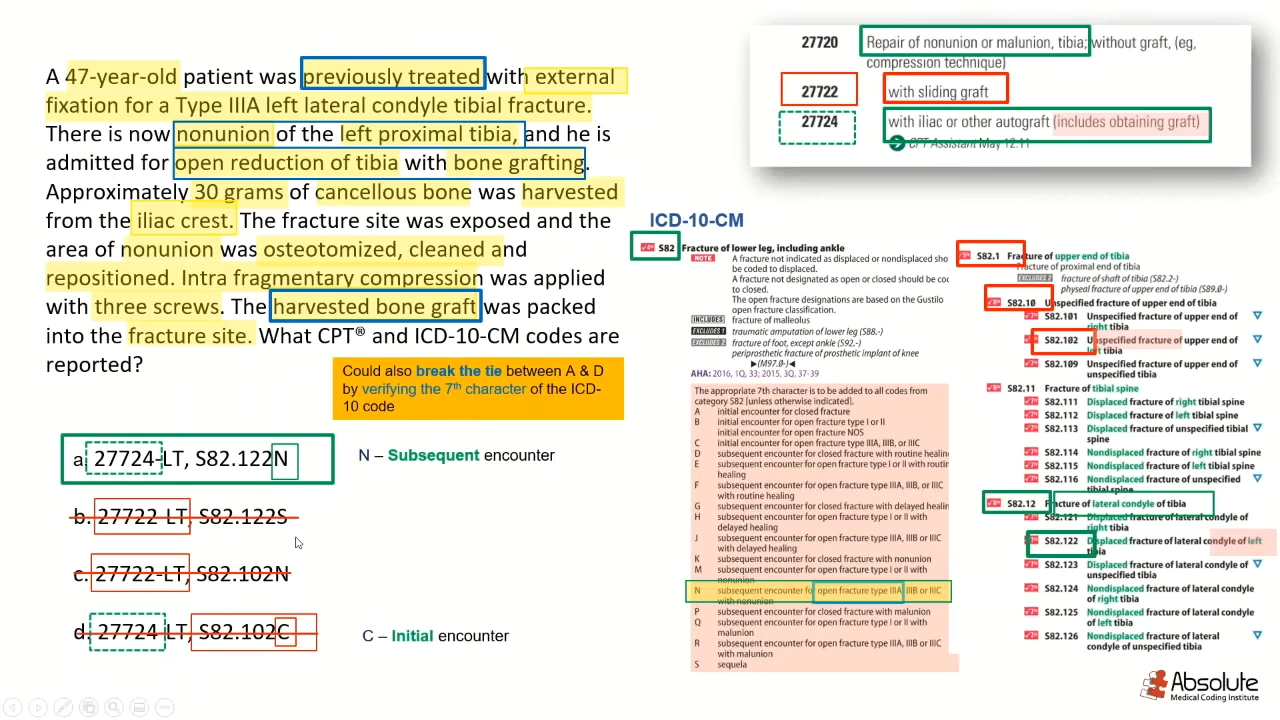 A 47-year-old patient was previously treated with external
fixation for a Type IIIA left lateral condyle tibial fracture.
There is now nonunion of the left proximal tibia, and he is
admitted for open reduction of tibia with bone grafting.
Approximately 30 grams of cancellous bone was harvested
from the iliac crest. The fracture site was exposed and the
area of nonunion was osteotomized, cleaned and
repositioned. Intra fragmentary compression was applied
with three screws. The harvested bone graft was packed
into the fracture site. What CPT® and ICD-10-CM codes are
reported?
Could also break the tie between A & D
by verifying the 7th character of the ICD-
10 code
a. 27724-LT, S82.122N
N – Subsequent encounter
b. 27722-LT, S82.122S
c. 27722-LT, S82.102N
d. 27724-LT, S82.102C
C – Initial encounter
27720 Repair of nonunion or malunion, tibia; without graft, (eg,
compression technique)
27722 with sliding graft
27724 with iliac or other autograft (includes obtaining graft)
CPT Assistant May 12:11
ICD-10-CM
S82 Fracture of lower leg, including ankle
NOTE A fracture not indicated as displaced or nondisplaced sho
be coded to displaced.
A fracture not designated as open or closed should be coc
to closed.
The open fracture designations are based on the Gustilo
open fracture classification.
INCLUDES fracture of malleolus
EXCLUDES 1 traumatic amputation of lower leg (S88.-)
EXCLUDES 2 fracture of foot, except ankle (S92.-)
periprosthetic fracture of prosthetic implant of knee
▶(M97.0-)◀
AHA: 2016, 1Q, 33; 2015, 3Q, 37-39
The appropriate 7th character is to be added to all codes from
category S82 [unless otherwise indicated].
A initial encounter for closed fracture
B initial encounter for open fracture type I or II
initial encounter for open fracture NOS
C initial encounter for open fracture type IIIA, IIIB, or IIIC
D subsequent encounter for closed fracture with routine healing
E subsequent encounter for open fracture type I or II with routin
healing
F subsequent encounter for open fracture type IIIA, IIIB, or IIIC
with routine healing
G subsequent encounter for closed fracture with delayed healin
H subsequent encounter for open fracture type I or II with
delayed healing
J subsequent encounter for open fracture type IIIA, IIIB, or IIIC
with delayed healing
K subsequent encounter for closed fracture with nonunion
M subsequent encounter for open fracture type I or II with
nonunion
N subsequent encounter for open fracture type IIIA, IIIB, or IIIC
with nonunion
P subsequent encounter for closed fracture with malunion
Q subsequent encounter for open fracture type I or II with
malunion
R subsequent encounter for open fracture type IIIA, IIIB, or IIIC
with malunion
S sequela
S82.1 Fracture of upper end of tibia
Fracture of proximal end of tibia
EXCLUDES 2 fracture of shaft of tibia (S82.2-)
physeal fracture of upper end of tibia (S89.0-)
S82.10 Unspecified fracture of upper end of tibia
S82.101 Unspecified fracture of upper end of
right tibia
S82.102 Unspecified fracture of upper end of
left tibia
S82.109 Unspecified fracture of upper end of
unspecified tibia
S82.11 Fracture of tibial spine
S82.111 Displaced fracture of right tibial spine
S82.112 Displaced fracture of left tibial spine
S82.113 Displaced fracture of unspecified tibial
spine
S82.114 Nondisplaced fracture of right tibial spine
S82.115 Nondisplaced fracture of left tibial spine
S82.116 Nondisplaced fracture of unspecified
tibial spine
S82.12 Fracture of lateral condyle of tibia
S82.121 Displaced fracture of lateral condyle of
right tibia
S82.122 Displaced fracture of lateral condyle of left
tibia
S82.123 Displaced fracture of lateral condyle of
unspecified tibia
S82.124 Nondisplaced fracture of lateral condyle
of right tibia
S82.125 Nondisplaced fracture of lateral condyle
of left tibia
S82.126 Nondisplaced fracture of lateral
condyle of unspecified tibia
Absolute
Medical Coding Institute